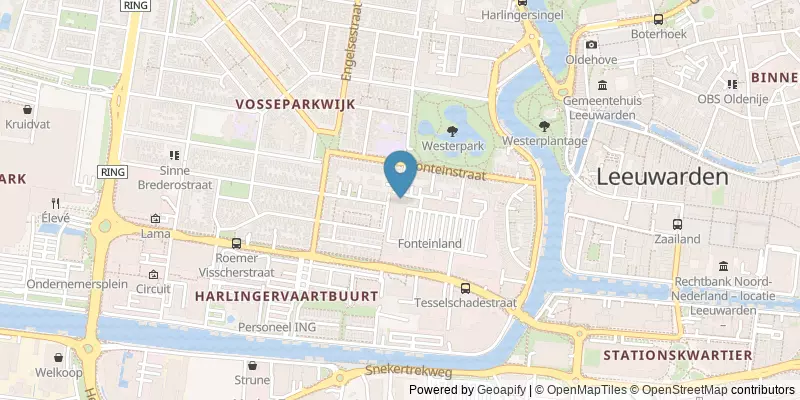 RING
Harlingersingel
Boterhoek
Oldehove
BINNE
OBS Oldenije
Engelsestraat
Gemeentehuis
Leeuwarden
VOSSEPARKWIJK
Kruidvat
Westerpark
Westerplantage
Sinne
Brederostraat
RING
Fonteinstraat
Leeuwarden
PARK
Élevé
Lama
Roemer
Visscherstraat
Fonteinland
Zaailand
Ondernemersplein
Circuit
HARLINGERVAARTBUURT
Tesselschadestraat
Rechtbank Noord-
Nederland – locatie
Leeuwarden
Personeel ING
STATIONSKWARTIER
Welkoop
Strune
Snekertrekweg
He
Powered by Geoapify | © OpenMapTiles © OpenStreetMap contributors